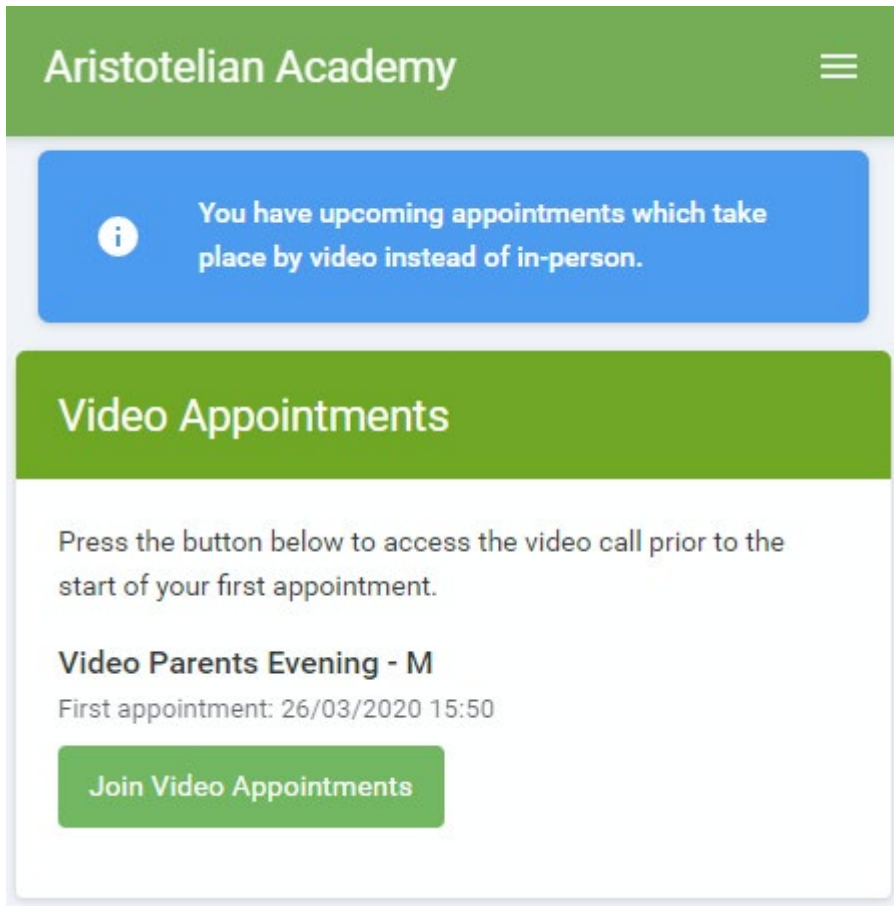 Aristotelian Academy
You have upcoming appointments which take
place by video instead of in-person.
Video Appointments
Press the button below to access the video call prior to the
start of your first appointment.
Video Parents Evening - M
First appointment: 26/03/2020 15:50
Join Video Appointments